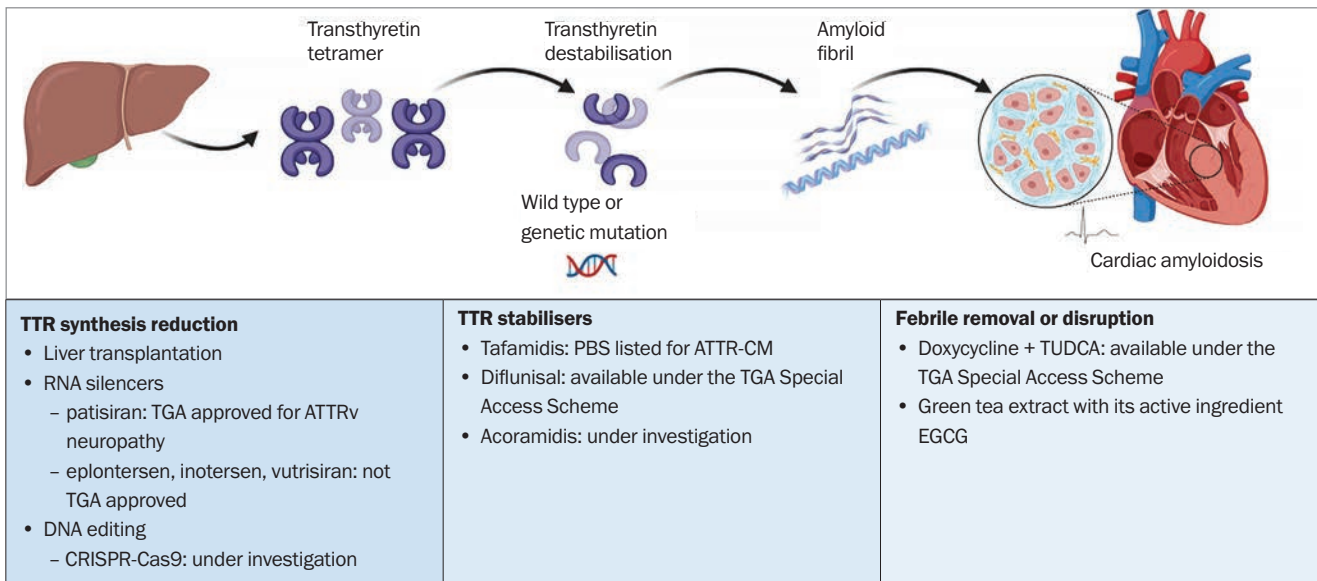 Transthyretin
tetramer
Transthyretin
destabilisation
Amyloid
fibril
Wild type or
genetic mutation
Cardiac amyloidosis
TTR synthesis reduction
• Liver transplantation
• RNA silencers
– patisiran: TGA approved for ATTRv
neuropathy
– eplontersen, inotersen, vutrisiran: not
TGA approved
• DNA editing
– CRISPR-Cas9: under investigation
TTR stabilisers
• Tafamidis: PBS listed for ATTR-CM
• Diflunisal: available under the TGA Special
Access Scheme
• Acoramidis: under investigation
Febrile removal or disruption
• Doxycycline + TUDCA: available under the
TGA Special Access Scheme
• Green tea extract with its active ingredient
EGCG